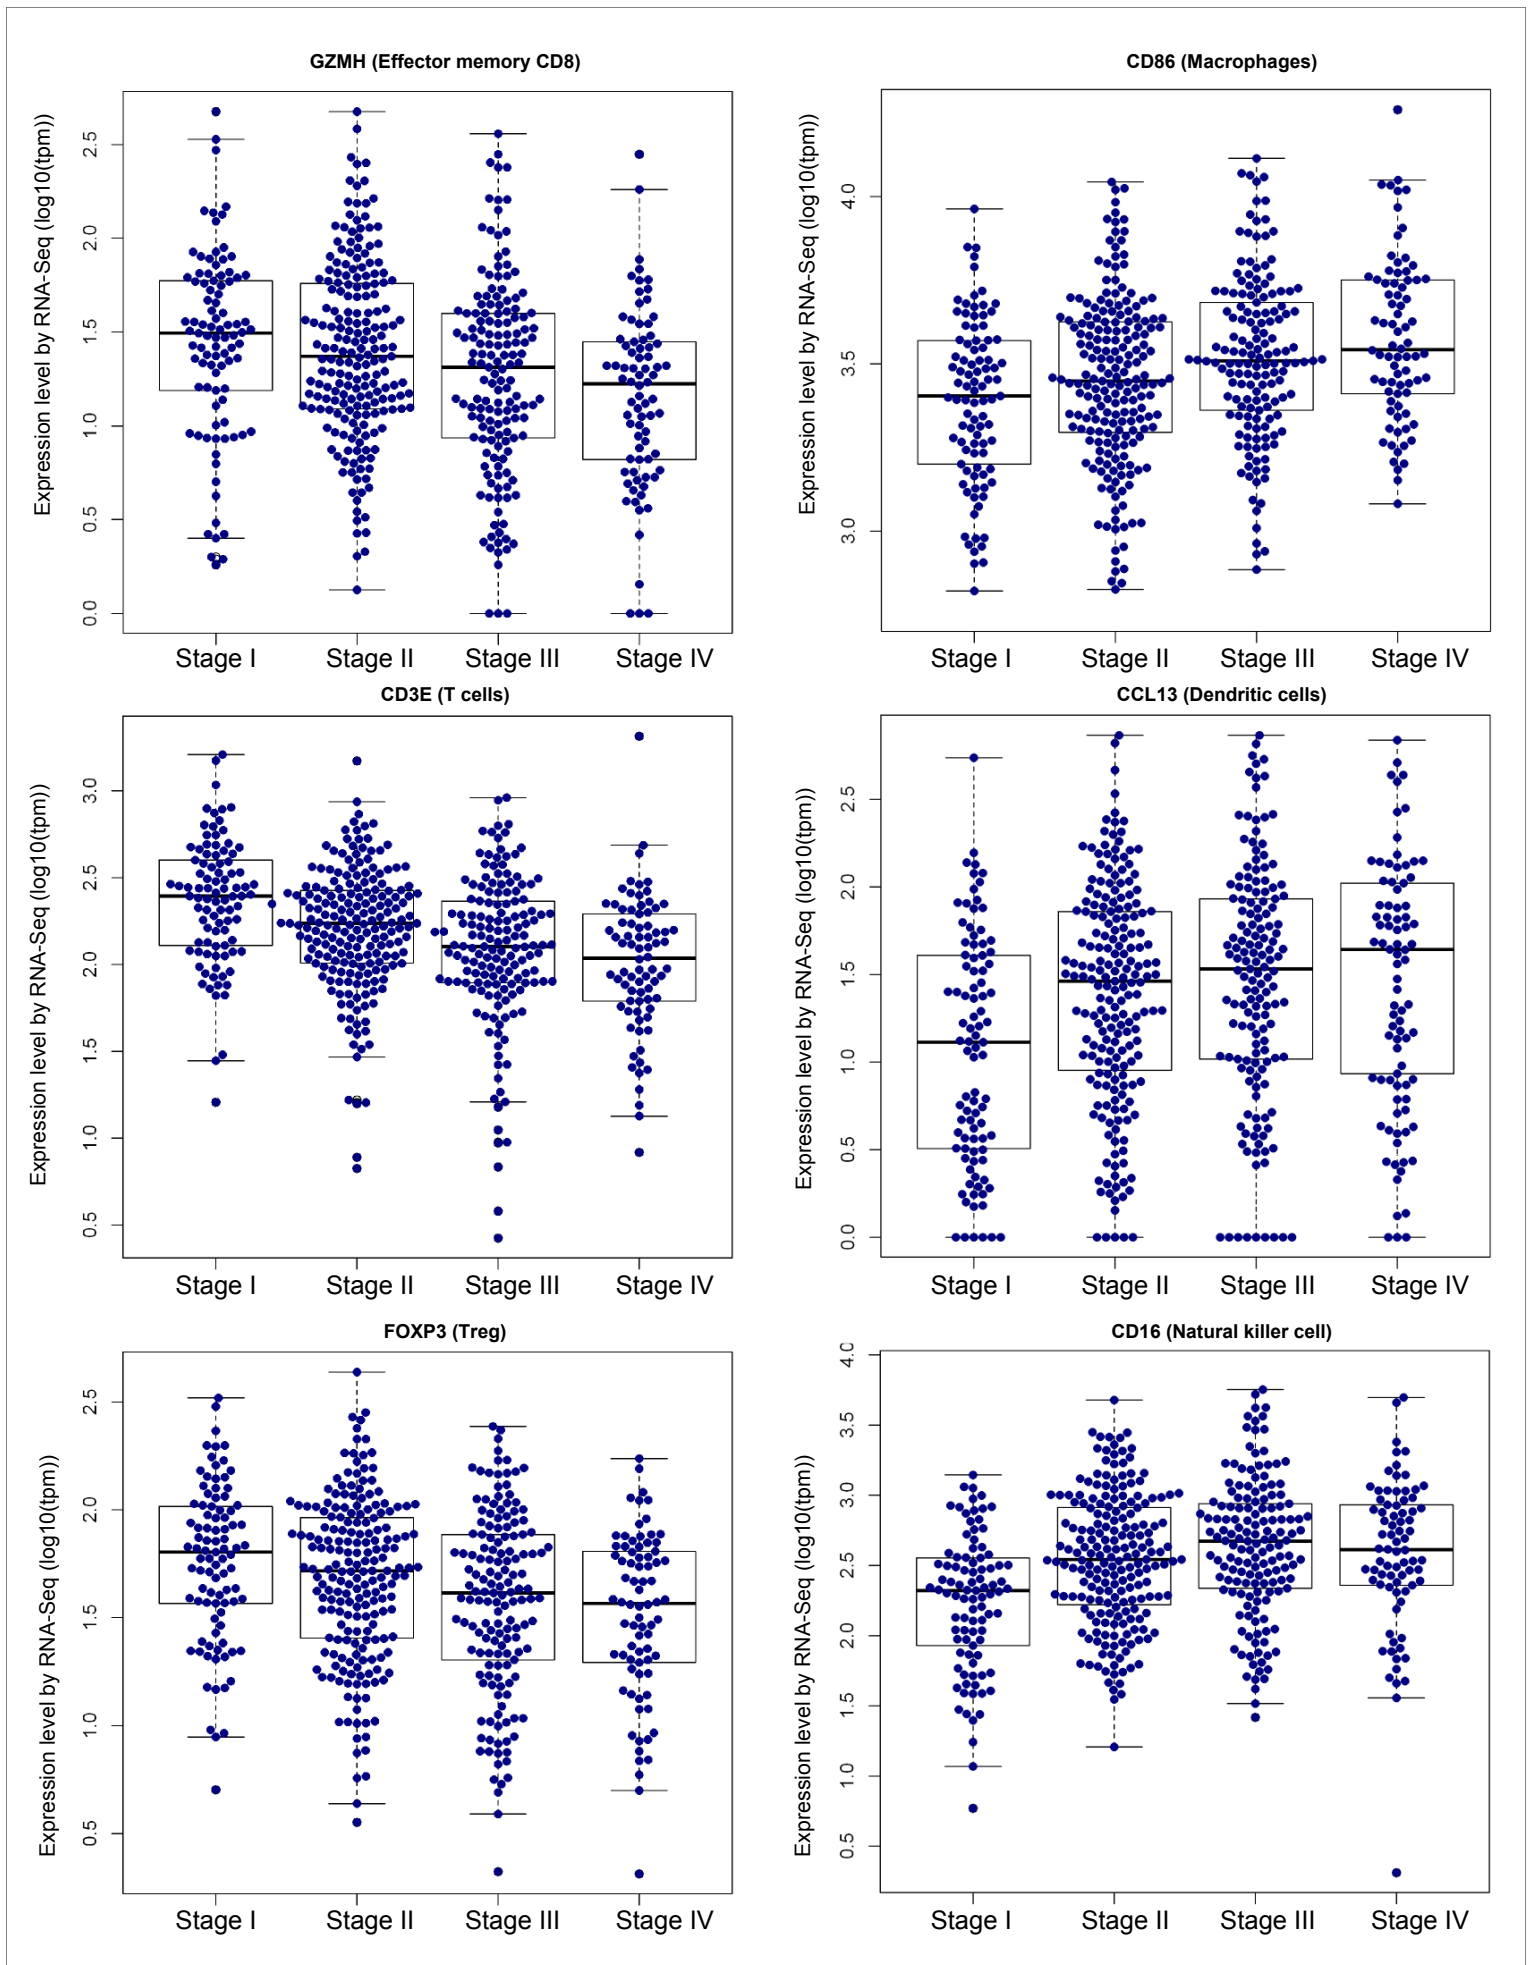 GZMH (Effector memory CD8)
Expression level by RNA-Seq (log10(tpm))
2.5
2.0
1.5
1.0
0.5
0.0
Stage I Stage II Stage III Stage IV
CD86 (Macrophages)
Expression level by RNA-Seq (log10(tpm))
4.0
3.5
3.0
Stage I Stage II Stage III Stage IV
CD3E (T cells)
Expression level by RNA-Seq (log10(tpm))
3.0
2.5
2.0
1.5
1.0
0.5
Stage I Stage II Stage III Stage IV
CCL13 (Dendritic cells)
Expression level by RNA-Seq (log10(tpm))
2.5
2.0
1.5
1.0
0.5
0.0
Stage I Stage II Stage III Stage IV
FOXP3 (Treg)
Expression level by RNA-Seq (log10(tpm))
2.5
2.0
1.5
1.0
0.5
Stage I Stage II Stage III Stage IV
CD16 (Natural killer cell)
Expression level by RNA-Seq (log10(tpm))
4.0
3.5
3.0
2.5
2.0
1.5
1.0
0.5
Stage I Stage II Stage III Stage IV